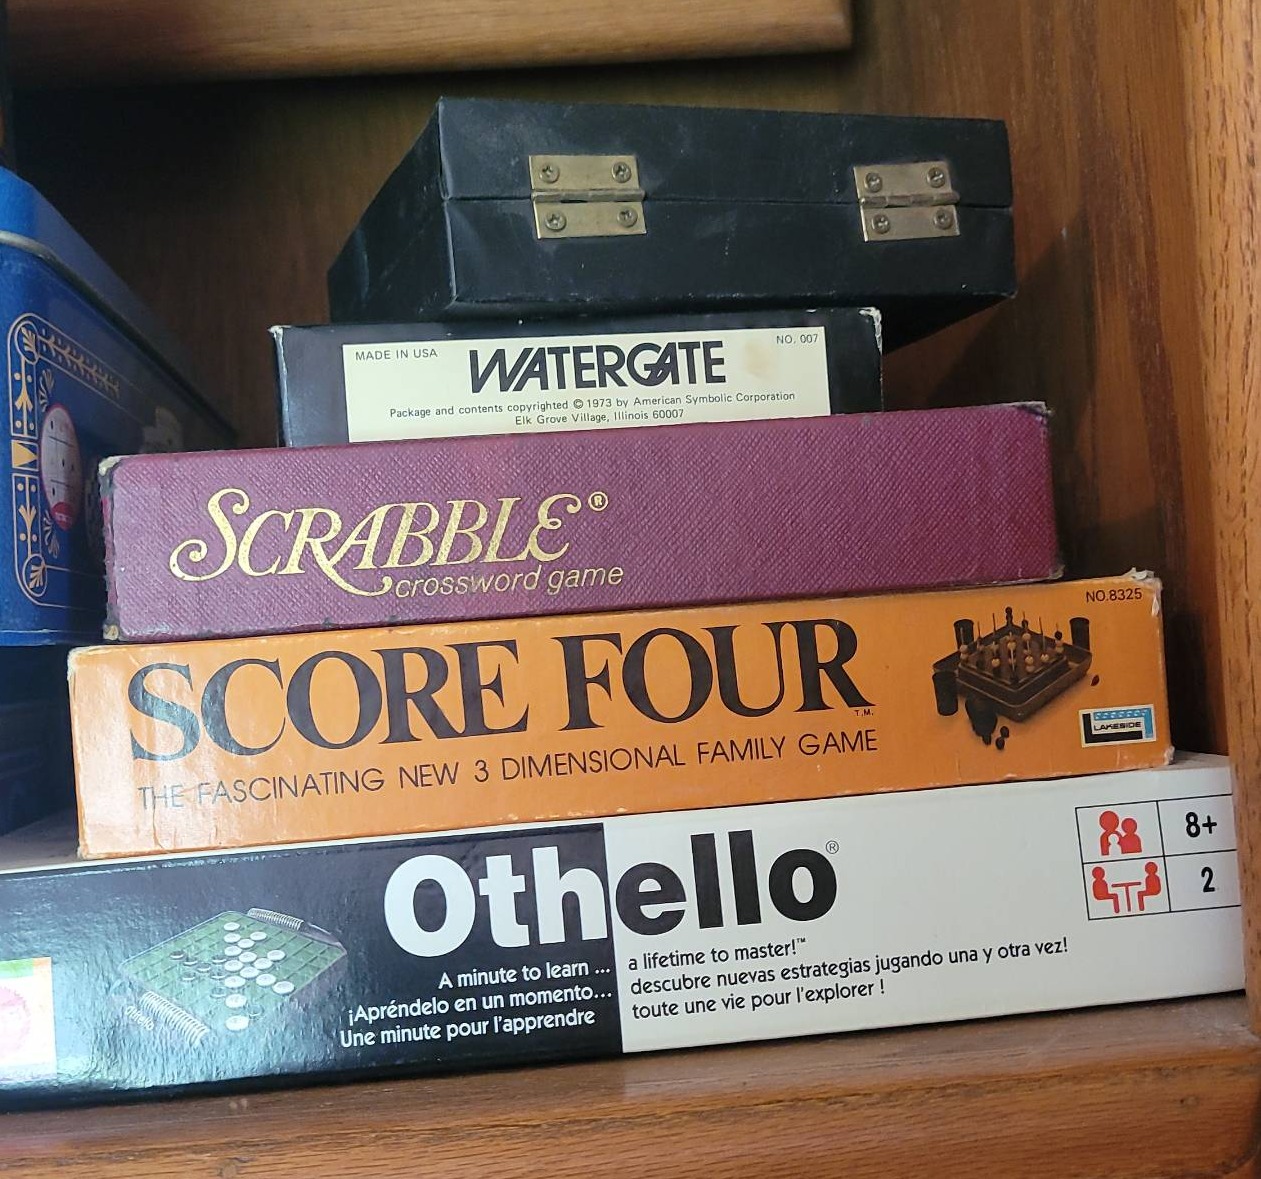 MADE IN USA
WATERGATE
NO. 007
Package and contents copyrighted © 1973 by American Symbolic Corporation
Elk Grove Village, Illinois 60007
SCRABBLE®
crossword game
NO.8325
SCORE FOUR T.M.
THE FASCINATING NEW 3 DIMENSIONAL FAMILY GAME
LAKESIDE
Othello®
8+
2
A minute to learn ... a lifetime to master!™
¡Apréndelo en un momento... descubre nuevas estrategias jugando una y otra vez!
Une minute pour l'apprendre toute une vie pour l'explorer !
Othello